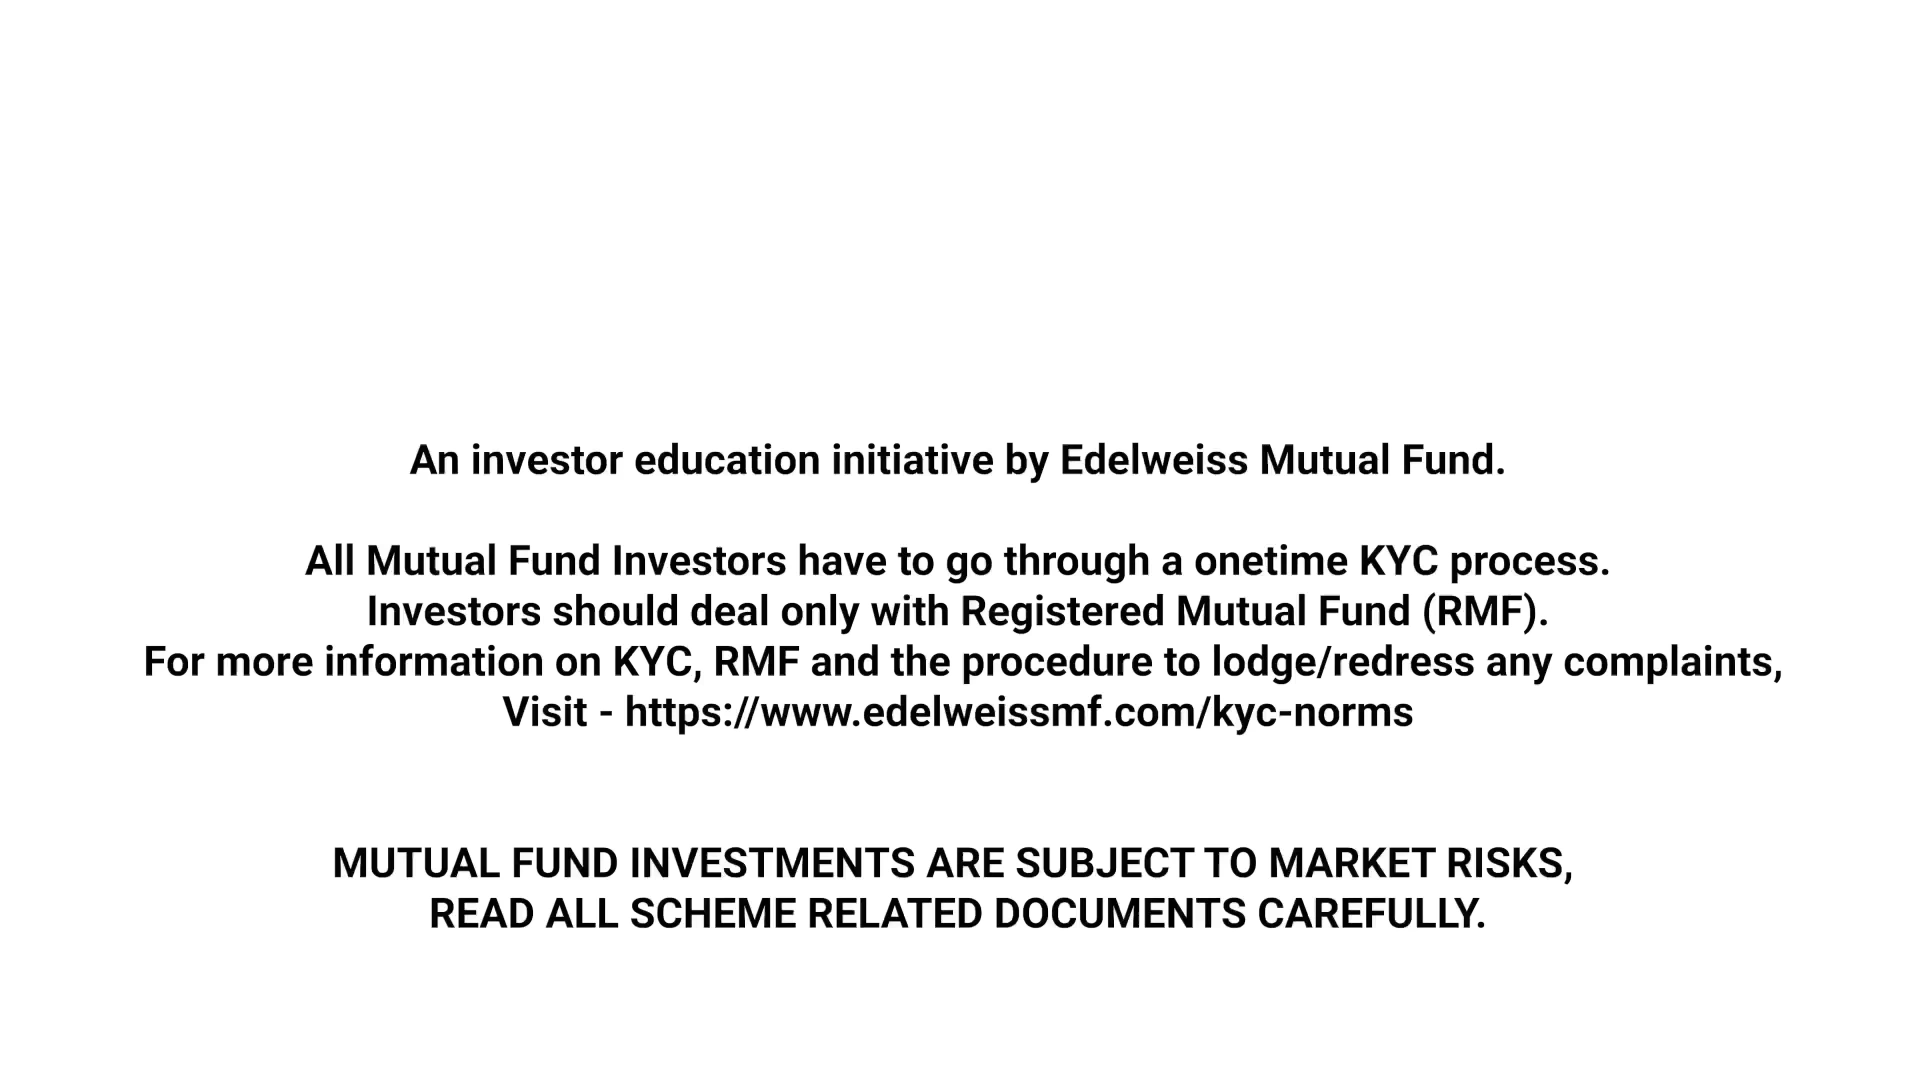 An investor education initiative by Edelweiss Mutual Fund.
All Mutual Fund Investors have to go through a onetime KYC process.
Investors should deal only with Registered Mutual Fund (RMF).
For more information on KYC, RMF and the procedure to lodge/redress any complaints,
Visit - https://www.edelweissmf.com/kyc-norms
MUTUAL FUND INVESTMENTS ARE SUBJECT TO MARKET RISKS,
READ ALL SCHEME RELATED DOCUMENTS CAREFULLY.